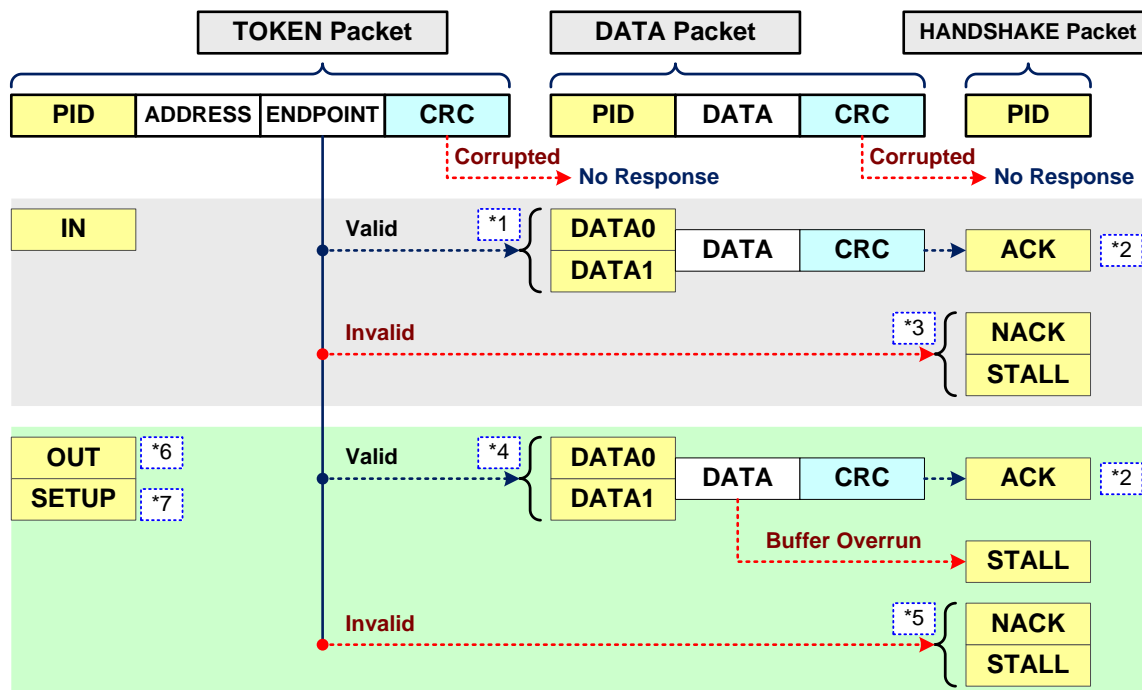 TOKEN Packet
DATA Packet
HANDSHAKE Packet
PID
ADDRESS
ENDPOINT
CRC
PID
DATA
CRC
PID
Corrupted
No Response
Corrupted
No Response
IN
Valid
*1
DATA0
DATA1
DATA
CRC
ACK
*2
Invalid
*3
NACK
STALL
OUT
*6
SETUP
*7
Valid
*4
DATA0
DATA1
DATA
CRC
ACK
*2
Buffer Overrun
STALL
Invalid
*5
NACK
STALL